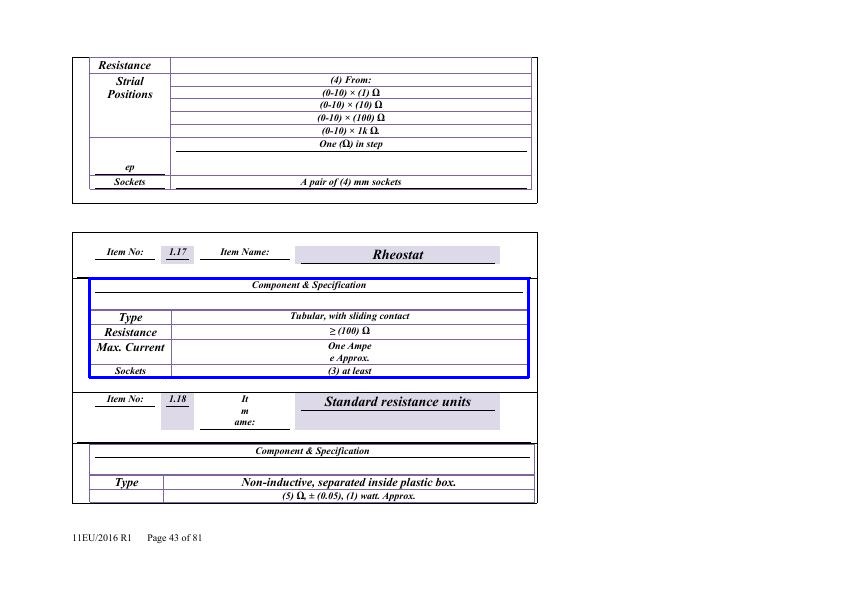 Resistance
Strial
Positions
(4) From:
(0-10) × (1) Ω
(0-10) × (10) Ω
(0-10) × (100) Ω
(0-10) × 1k Ω.
ep
One (Ω) in step
Sockets A pair of (4) mm sockets
Item No: 1.17 Item Name: Rheostat
Component & Specification
Type Tubular, with sliding contact
Resistance ≥ (100) Ω
Max. Current One Ampe
e Approx.
Sockets (3) at least
Item No: 1.18 It
m
ame:
Standard resistance units
Component & Specification
Type Non-inductive, separated inside plastic box.
(5) Ω, ± (0.05), (1) watt. Approx.
11EU/2016 R1 Page 43 of 81